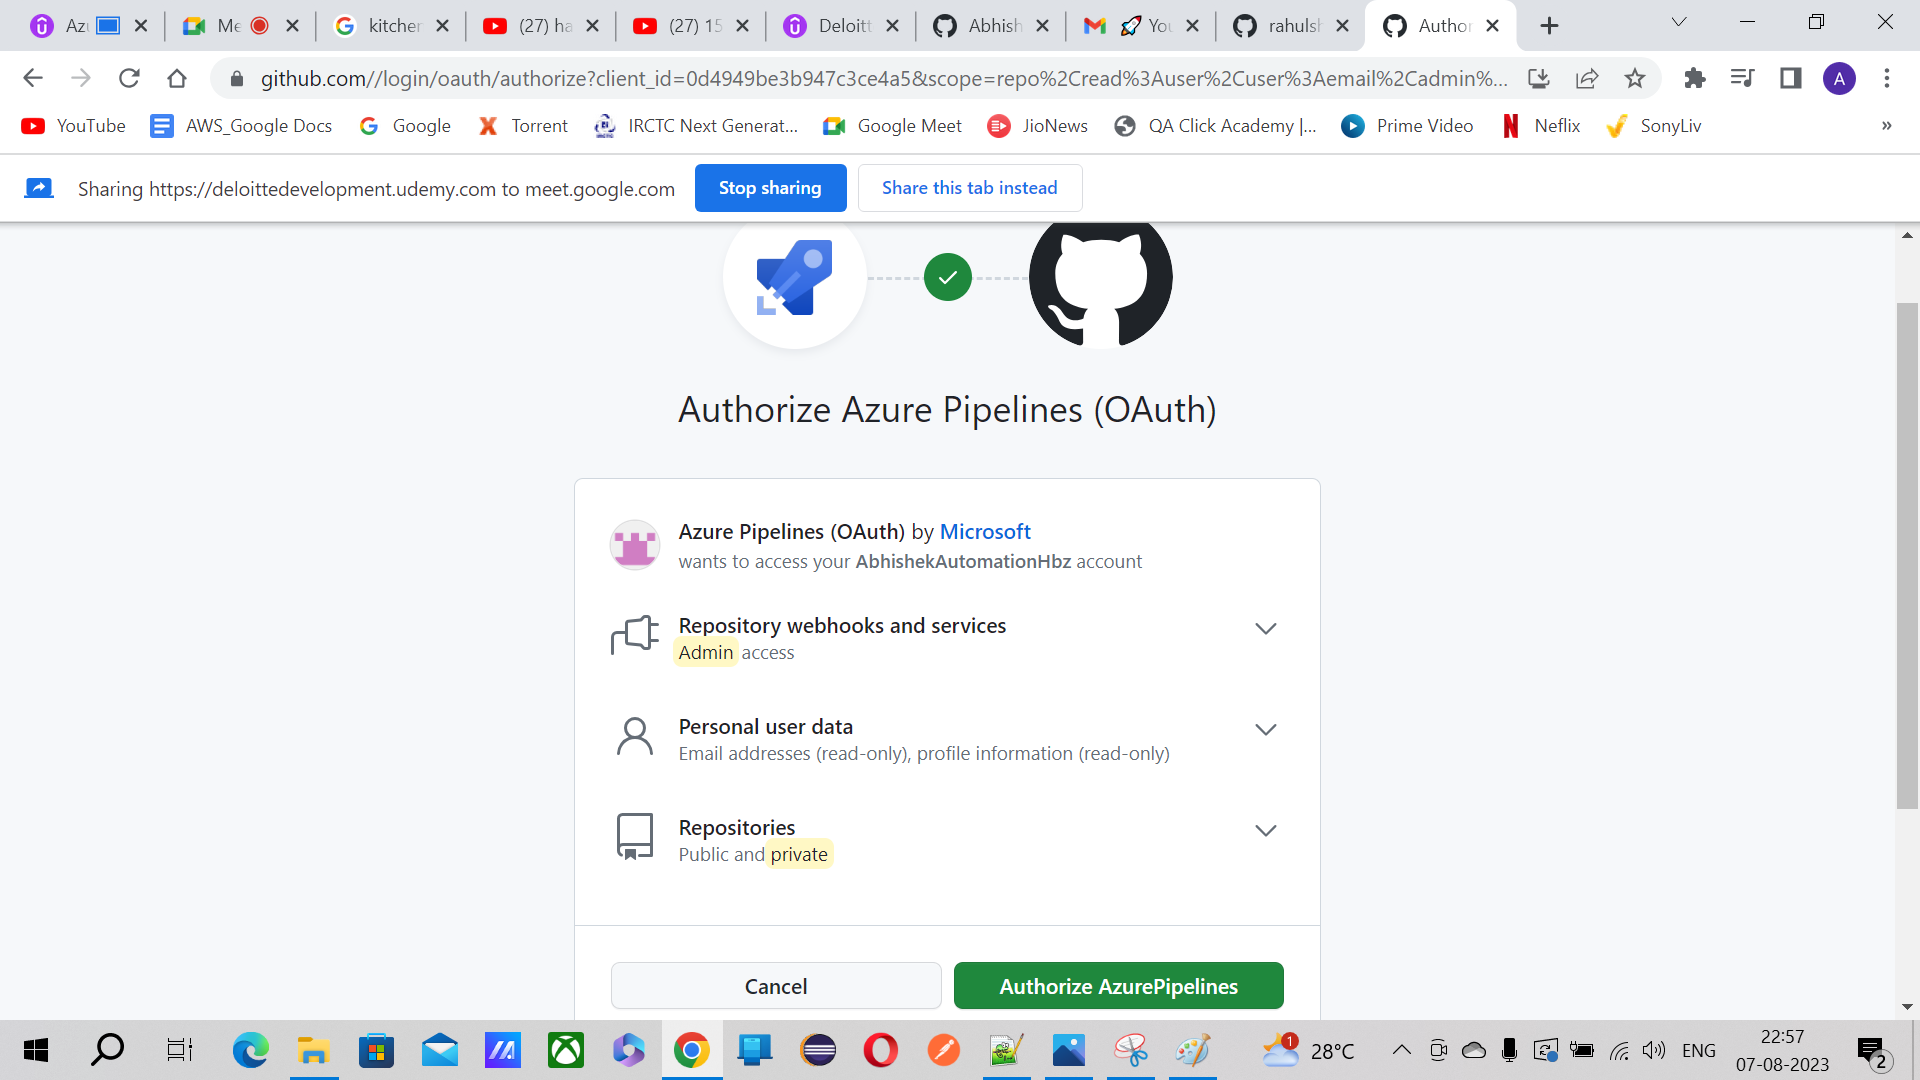 Az
Me
kitchen
(27) ha
(27) 15
Deloitt
Abhish
You
rahulsh
Author
github.com//login/oauth/authorize?client_id=0d4949be3b947c3ce4a5&scope=repo%2Cread%3Auser%2Cuser%3Aemail%2Cadmin%...
A
YouTube
AWS_Google Docs
Google
Torrent
IRCTC Next Generat...
Google Meet
JioNews
QA Click Academy |...
Prime Video
Neflix
SonyLiv
»
Sharing https://deloittedevelopment.udemy.com to meet.google.com
Stop sharing
Share this tab instead
Authorize Azure Pipelines (OAuth)
Azure Pipelines (OAuth) by Microsoft
wants to access your AbhishekAutomationHbz account
Repository webhooks and services
Admin access
Personal user data
Email addresses (read-only), profile information (read-only)
Repositories
Public and private
Cancel
Authorize AzurePipelines
1
28°C
ENG
22:57
07-08-2023
2